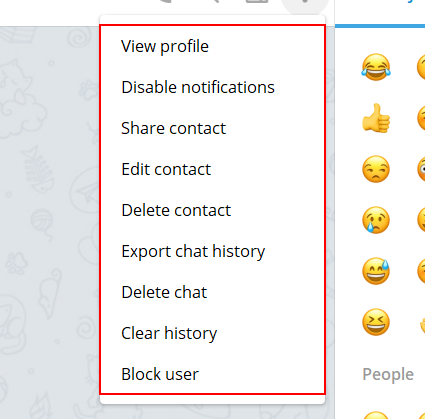 View profile
Disable notifications
Share contact
Edit contact
Delete contact
Export chat history
Delete chat
Clear history
Block user
People